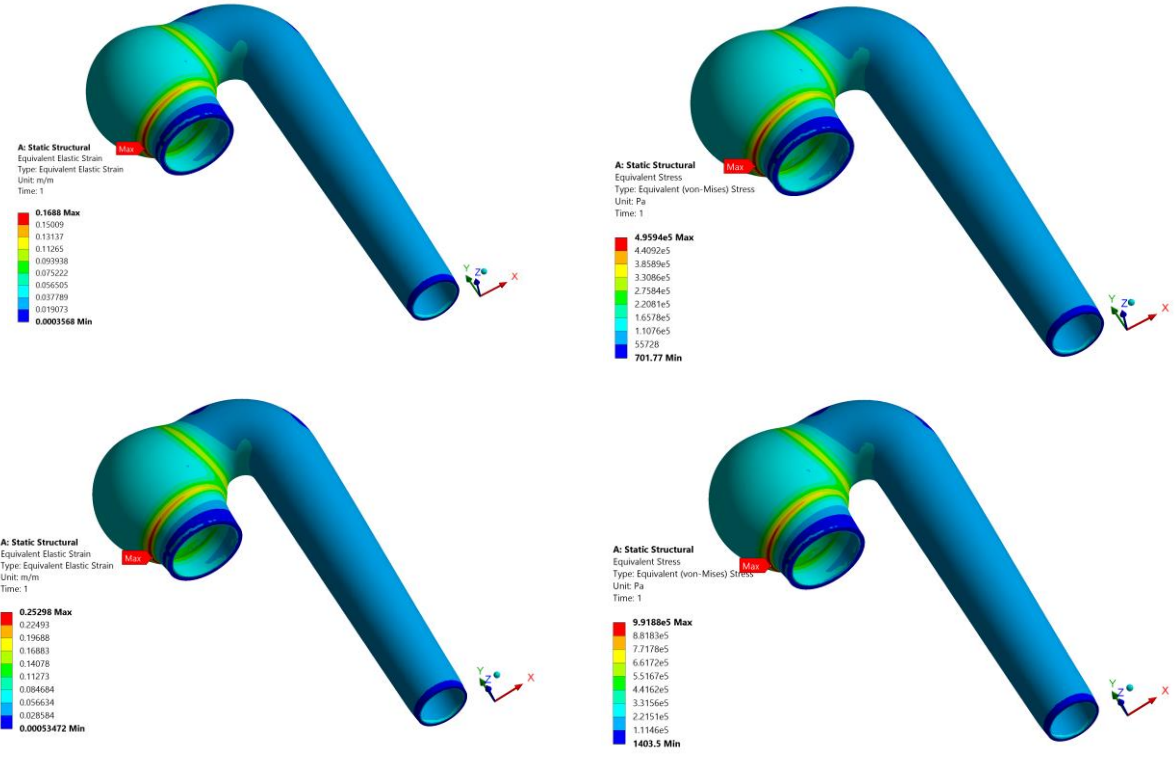 Max
A: Static Structural
Equivalent Elastic Strain
Type: Equivalent Elastic Strain
Unit: m/m
Time: 1
0.1688 Max
0.15009
0.13137
0.11265
0.093938
0.075222
0.056505
0.037789
0.019073
0.0003568 Min
Y
Z
X
Max
A: Static Structural
Equivalent Stress
Type: Equivalent (von-Mises) Stress
Unit: Pa
Time: 1
4.9594e5 Max
4.4092e5
3.8589e5
3.3086e5
2.7584e5
2.2081e5
1.6578e5
1.1076e5
55728
701.77 Min
Y
Z
X
Max
A: Static Structural
Equivalent Elastic Strain
Type: Equivalent Elastic Strain
Unit: m/m
Time: 1
0.25298 Max
0.22493
0.19688
0.16883
0.14078
0.11273
0.084684
0.056634
0.028584
0.00053472 Min
Y
Z
X
Max
A: Static Structural
Equivalent Stress
Type: Equivalent (von-Mises) Stress
Unit: Pa
Time: 1
9.9188e5 Max
8.8183e5
7.7178e5
6.6172e5
5.5167e5
4.4162e5
3.3156e5
2.2151e5
1.1146e5
1403.5 Min
Y
Z
X